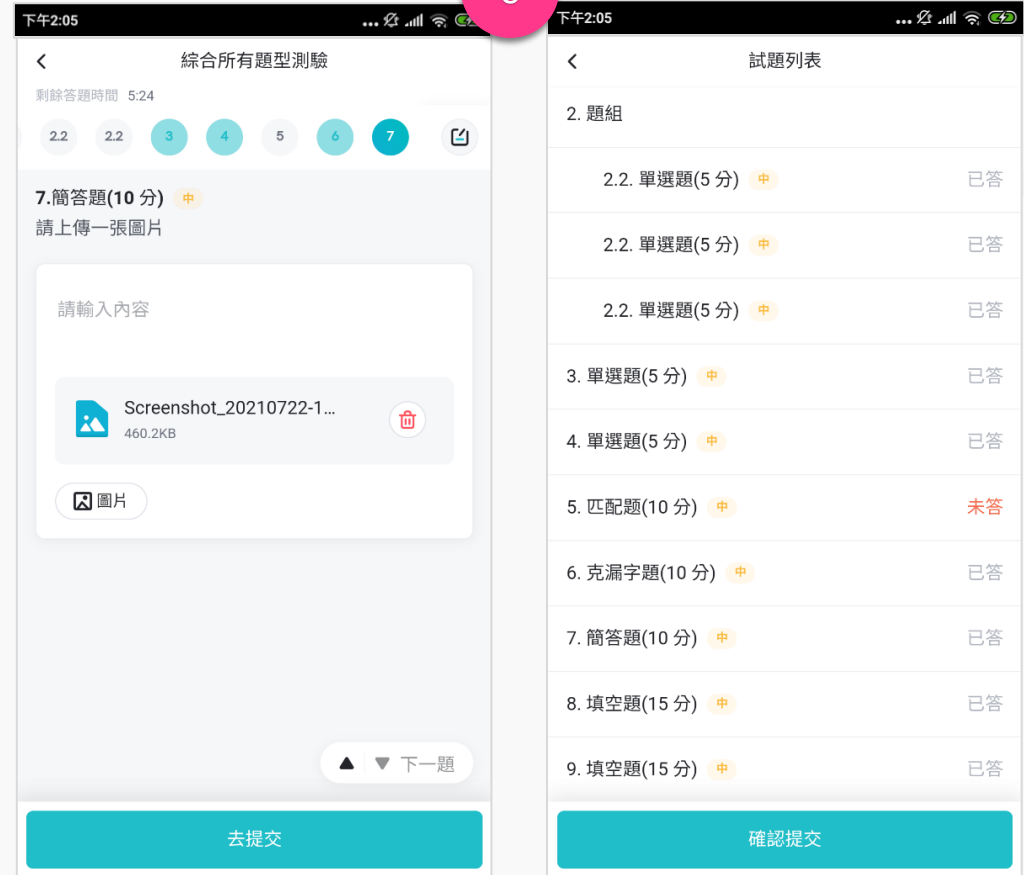 下午2:05
綜合所有題型測驗
剩餘答題時間 5:24
2.2 2.2 3 4 5 6 7
7.簡答題(10 分) 中
請上傳一張圖片
請輸入內容
Screenshot_20210722-1...
460.2KB
圖片
下一題
去提交
下午2:05
試題列表
2. 題組
2.2. 單選題(5 分) 中 已答
2.2. 單選題(5 分) 中 已答
2.2. 單選題(5 分) 中 已答
3. 單選題(5 分) 中 已答
4. 單選題(5 分) 中 已答
5. 匹配題(10 分) 中 未答
6. 克漏字題(10 分) 中 已答
7. 簡答題(10 分) 中 已答
8. 填空題(15 分) 中 已答
9. 填空題(15 分) 中 已答
確認提交